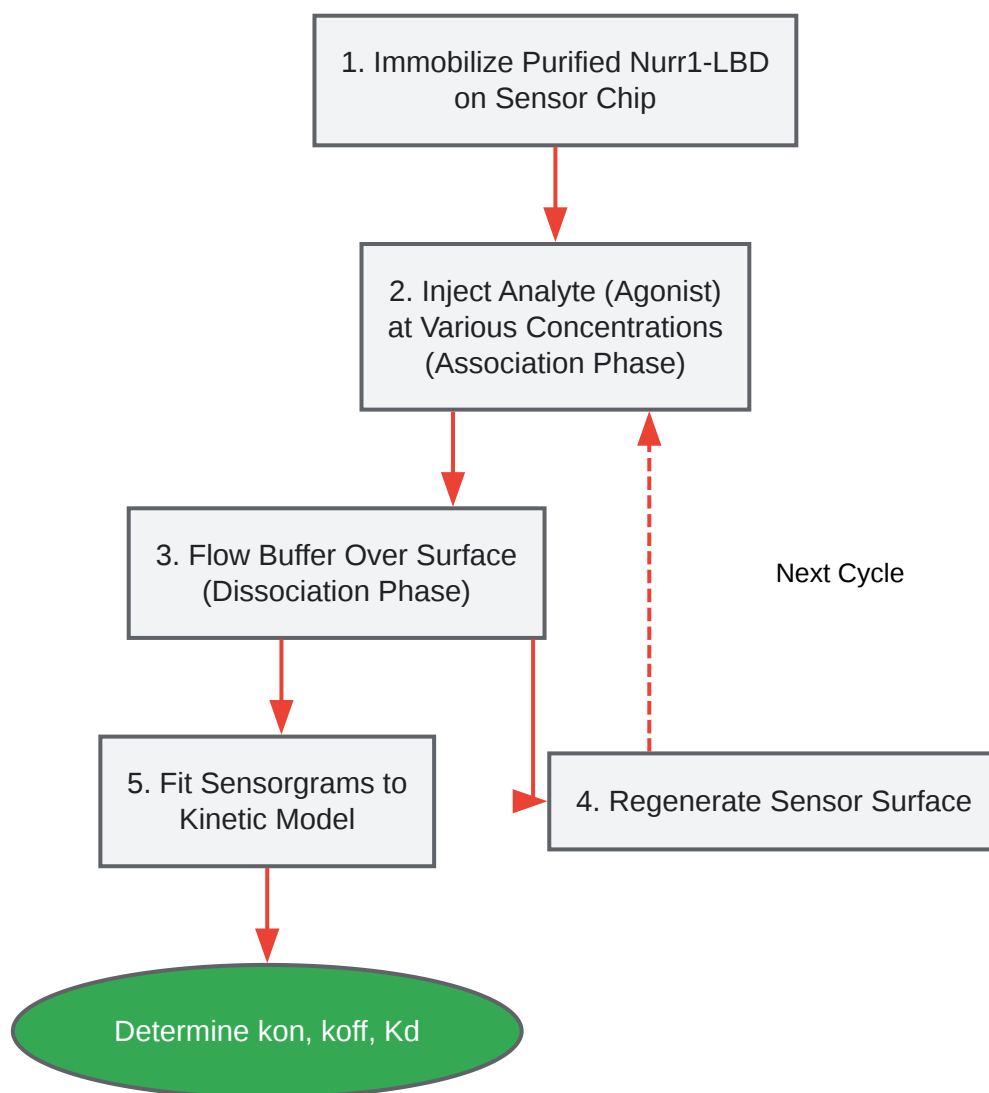 1. Immobilize Purified Nurr1-LBD
on Sensor Chip
2. Inject Analyte (Agonist)
at Various Concentrations
(Association Phase)
3. Flow Buffer Over Surface
(Dissociation Phase)
Next Cycle
5. Fit Sensorgrams to
Kinetic Model
4. Regenerate Sensor Surface
Determine kon, koff, Kd